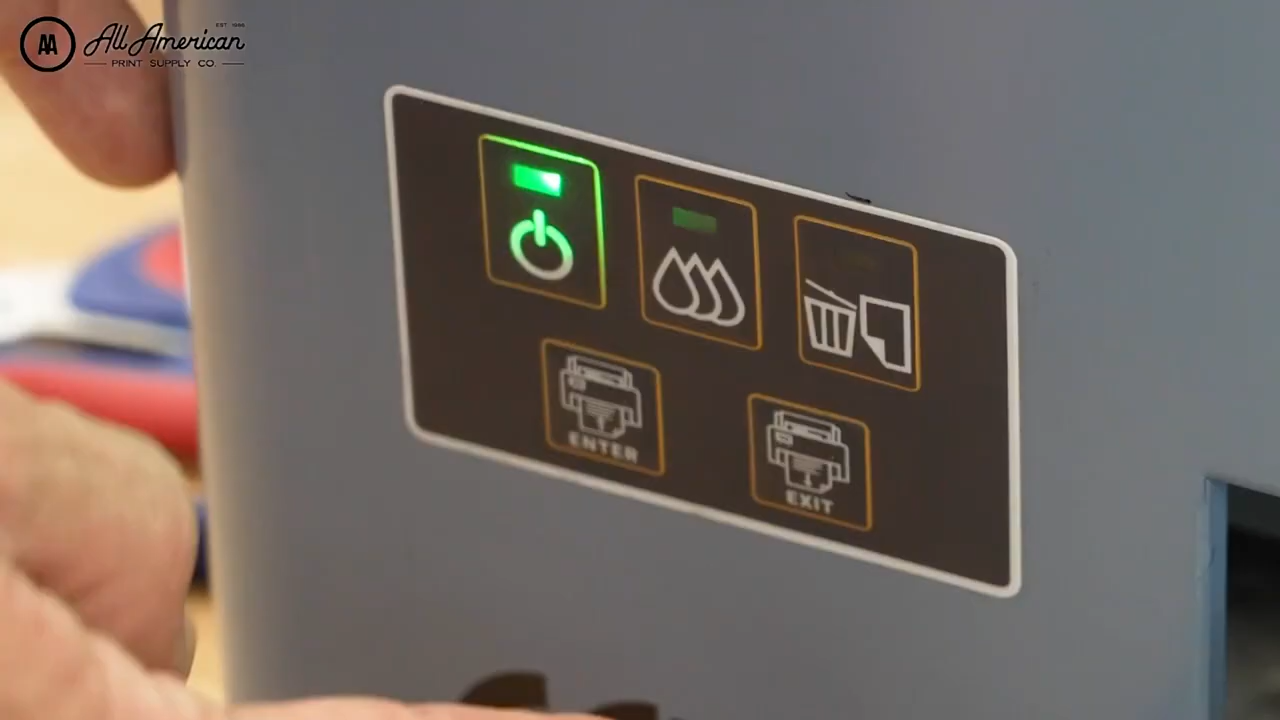 EST. 1986
AA All American
PRINT SUPPLY CO.
ENTER
EXIT